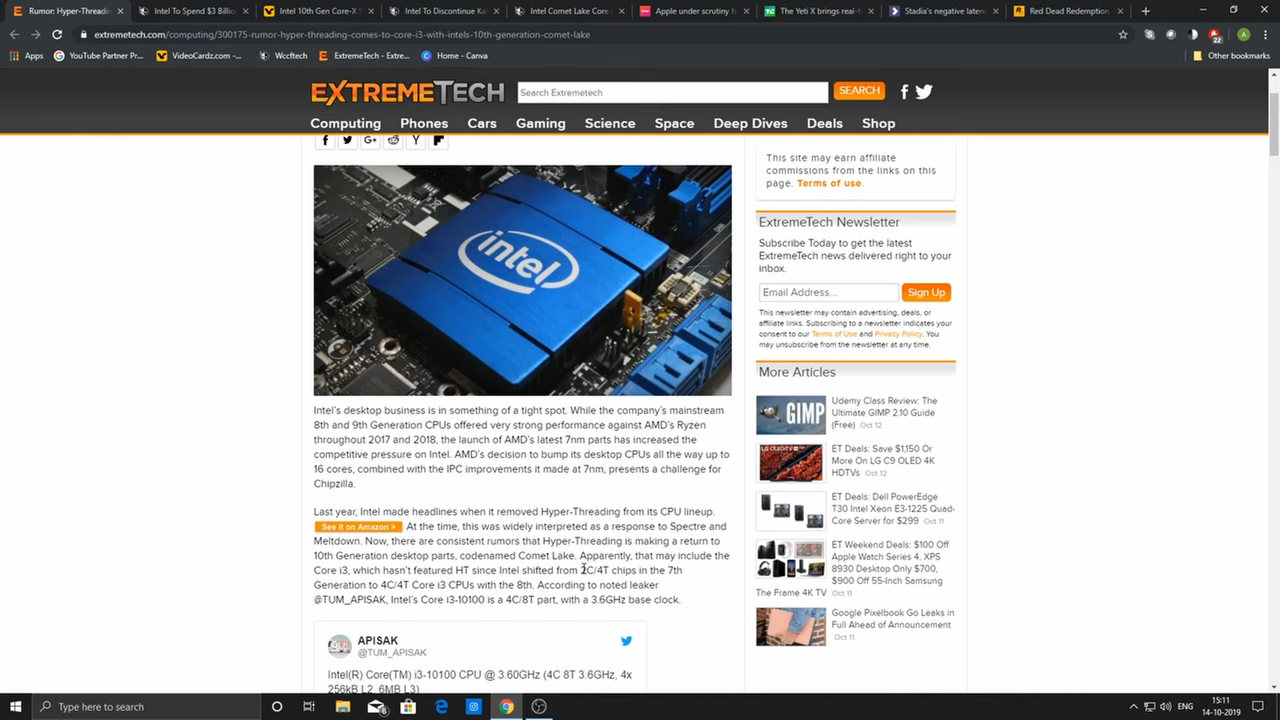 Rumor: Hyper-Threading
Intel To Spend $3 Billion
Intel 10th Gen Core-X S
Intel To Discontinue Ka
Intel Comet Lake Core
Apple under scrutiny fo
The Yeti X brings real-ti
Stadia's negative laten
Red Dead Redemption
extremetech.com/computing/300175-rumor-hyper-threading-comes-to-core-i3-with-intels-10th-generation-comet-lake
Apps
YouTube Partner Pr...
VideoCardz.com -...
Wccftech
ExtremeTech - Extre...
Home - Canva
Other bookmarks
EXTREMETECH
Search Extremetech
SEARCH
Computing Phones Cars Gaming Science Space Deep Dives Deals Shop
This site may earn affiliate
commissions from the links on this
page. Terms of use.
intel
ExtremeTech Newsletter
Subscribe Today to get the latest
ExtremeTech news delivered right to your
inbox.
Email Address...
Sign Up
This newsletter may contain advertising, deals, or
affiliate links. Subscribing to a newsletter indicates your
consent to our Terms of Use and Privacy Policy. You
may unsubscribe from the newsletter at any time.
More Articles
GIMP
Udemy Class Review: The
Ultimate GIMP 2.10 Guide
(Free) Oct 12
ET Deals: Save $1,150 Or
More On LG C9 OLED 4K
HDTVs Oct 12
ET Deals: Dell PowerEdge
T30 Intel Xeon E3-1225 Quad-
Core Server for $299 Oct 11
ET Weekend Deals: $100 Off
Apple Watch Series 4, XPS
8930 Desktop Only $700,
$900 Off 55-Inch Samsung
The Frame 4K TV Oct 11
Google Pixelbook Go Leaks in
Full Ahead of Announcement
Oct 11
Intel's desktop business is in something of a tight spot. While the company's mainstream
8th and 9th Generation CPUs offered very strong performance against AMD's Ryzen
throughout 2017 and 2018, the launch of AMD's latest 7nm parts has increased the
competitive pressure on Intel. AMD's decision to bump its desktop CPUs all the way up to
16 cores, combined with the IPC improvements it made at 7nm, presents a challenge for
Chipzilla.
Last year, Intel made headlines when it removed Hyper-Threading from its CPU lineup.
See it on Amazon > At the time, this was widely interpreted as a response to Spectre and
Meltdown. Now, there are consistent rumors that Hyper-Threading is making a return to
10th Generation desktop parts, codenamed Comet Lake. Apparently, that may include the
Core i3, which hasn't featured HT since Intel shifted from 2C/4T chips in the 7th
Generation to 4C/4T Core i3 CPUs with the 8th. According to noted leaker
@TUM_APISAK, Intel's Core i3-10100 is a 4C/8T part, with a 3.6GHz base clock.
APISAK
@TUM_APISAK
Intel(R) Core(TM) i3-10100 CPU @ 3.60GHz (4C 8T 3.6GHz, 4x
256kB L2, 6MB L3)
Type here to search
ENG
15:11
14-10-2019